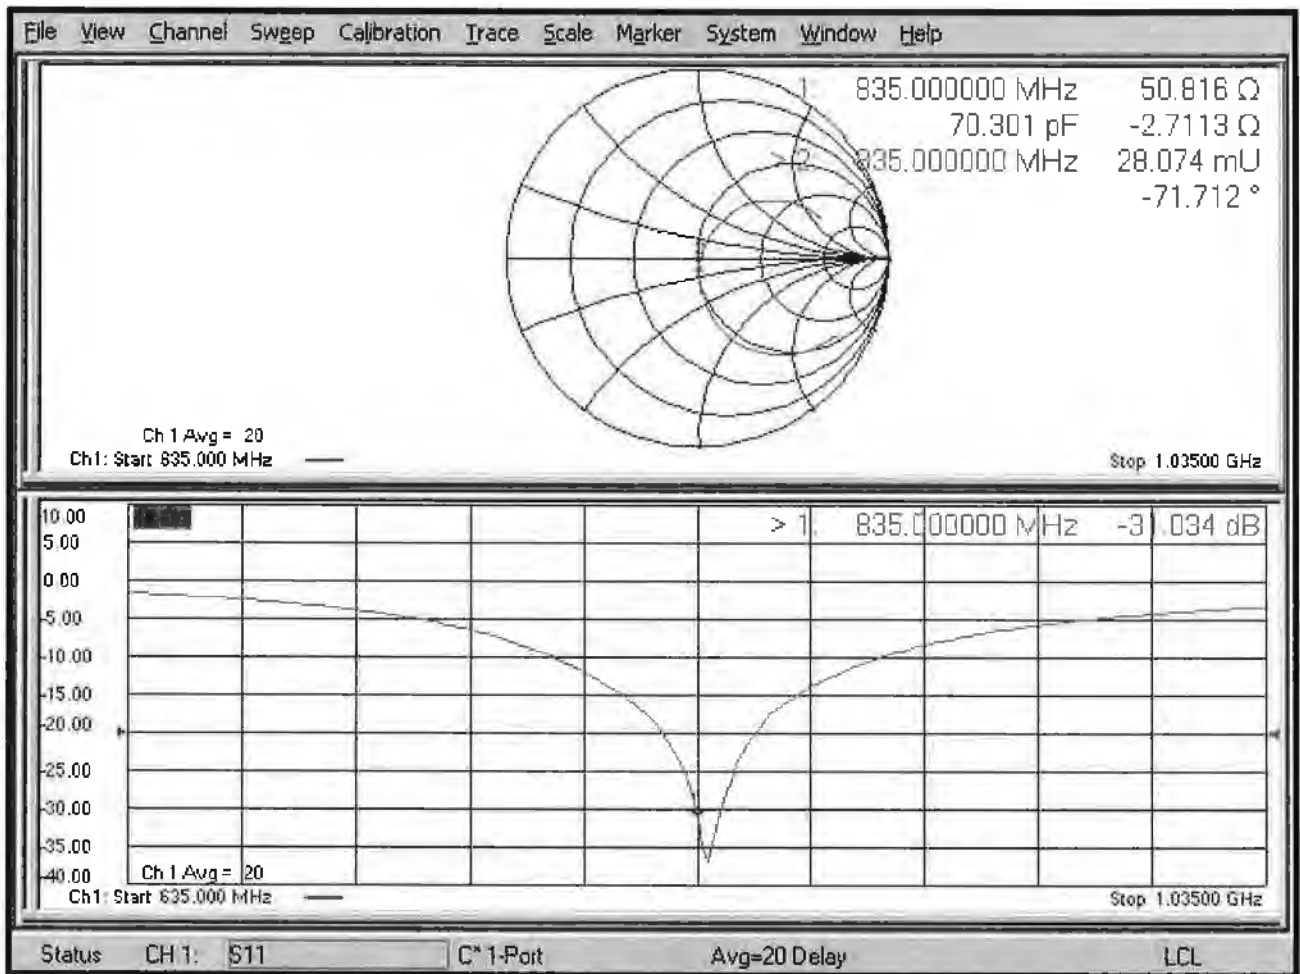 File View Channel Sweep Calibration Trace Scale Marker System Window Help
1: 835.000000 MHz 50.816 Ω
70.301 pF -2.7113 Ω
> 2: 835.000000 MHz 28.074 mU
-71.712 °
Ch 1 Avg = 20
Ch1: Start 635.000 MHz
Stop 1.03500 GHz
10.00
> 1: 835.000000 MHz -31.034 dB
5.00
0.00
-5.00
-10.00
-15.00
-20.00
-25.00
-30.00
-35.00
-40.00
Ch 1 Avg = 20
Ch1: Start 635.000 MHz
Stop 1.03500 GHz
Status CH 1: S11 C* 1-Port Avg=20 Delay LCL